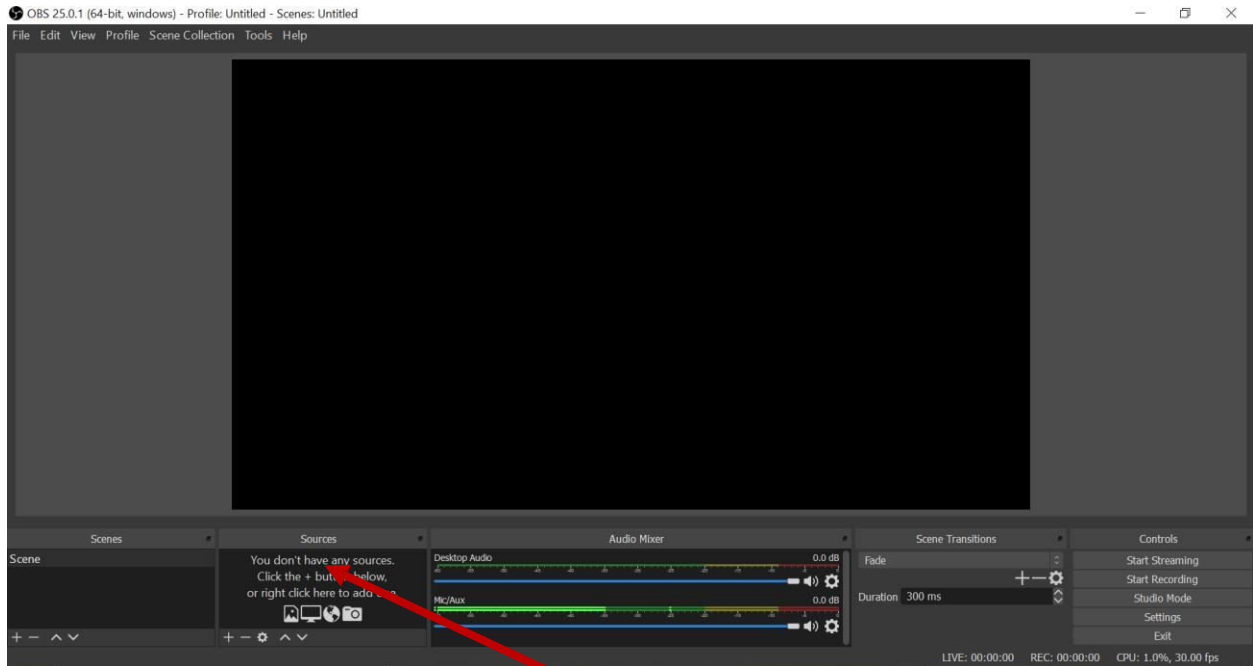 OBS 25.0.1 (64-bit, windows) - Profile: Untitled - Scenes: Untitled
File Edit View Profile Scene Collection Tools Help
Scenes
Scene
Sources
You don't have any sources.
Click the + button below,
or right click here to add
Audio Mixer
Desktop Audio 0.0 dB
Mic/Aux 0.0 dB
Scene Transitions
Fade
Duration 300 ms
Controls
Start Streaming
Start Recording
Studio Mode
Settings
Exit
LIVE: 00:00:00 REC: 00:00:00 CPU: 1.0%, 30.00 fps